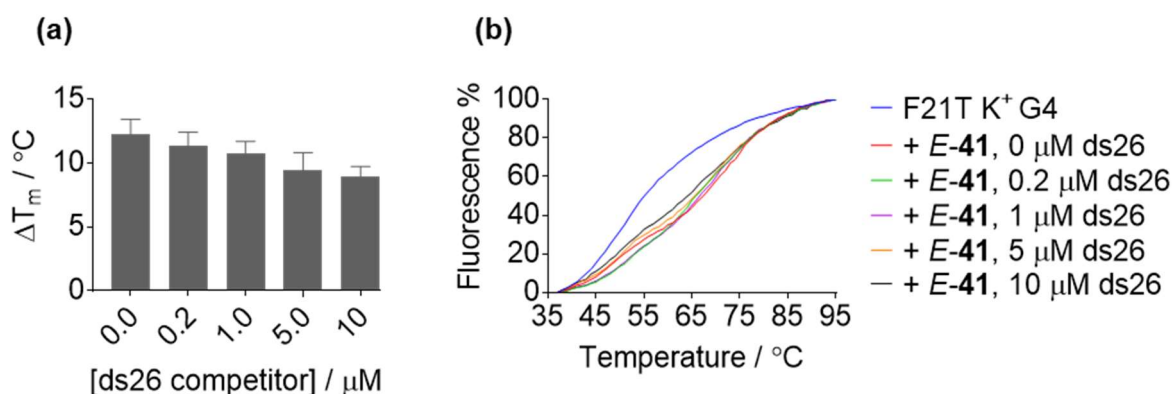 (a)
15
10
5
0
ΔTm / °C
0.0 0.2 1.0 5.0 10
[ds26 competitor] / μM
(b)
100
80
60
40
20
0
Fluorescence %
35 45 55 65 75 85 95
Temperature / °C
F21T K⁺ G4
+ E-41, 0 μM ds26
+ E-41, 0.2 μM ds26
+ E-41, 1 μM ds26
+ E-41, 5 μM ds26
+ E-41, 10 μM ds26